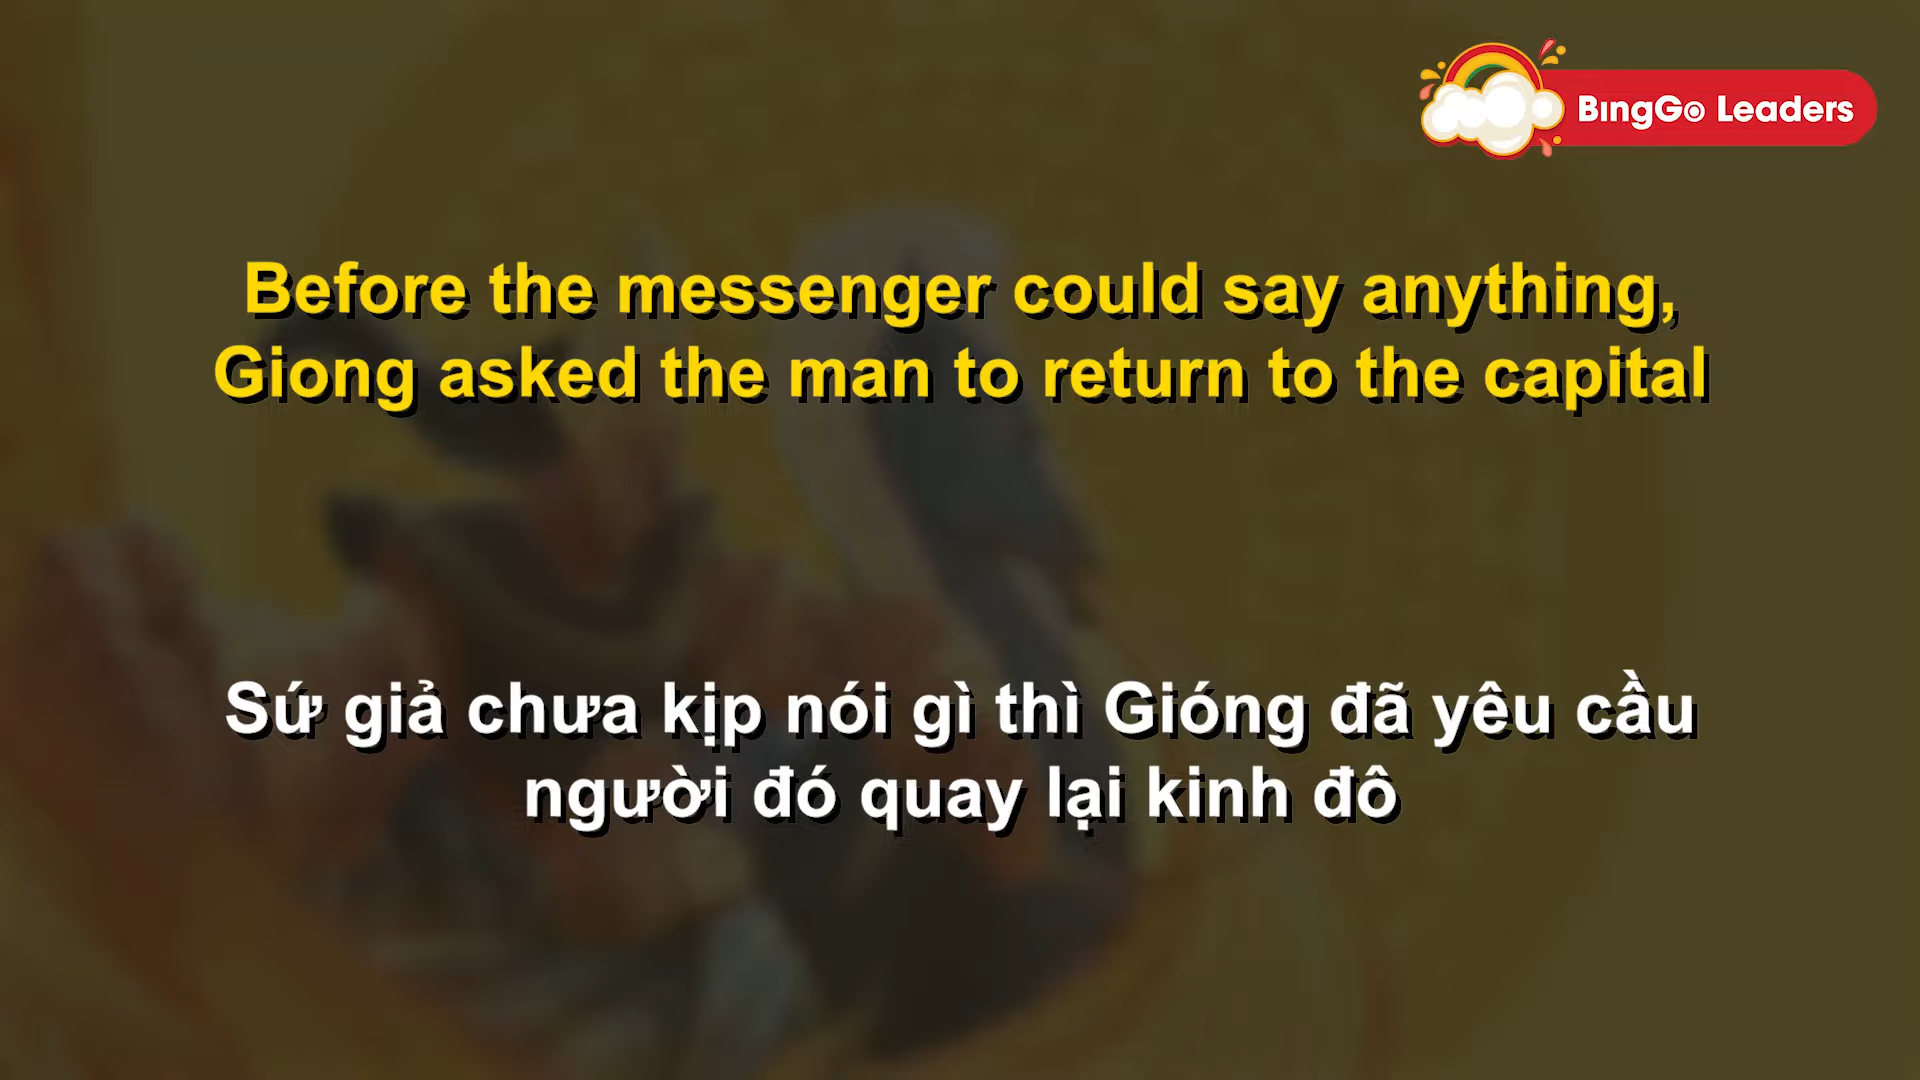 BingGo Leaders
Before the messenger could say anything,
Giong asked the man to return to the capital
Sứ giả chưa kịp nói gì thì Gióng đã yêu cầu
người đó quay lại kinh đô